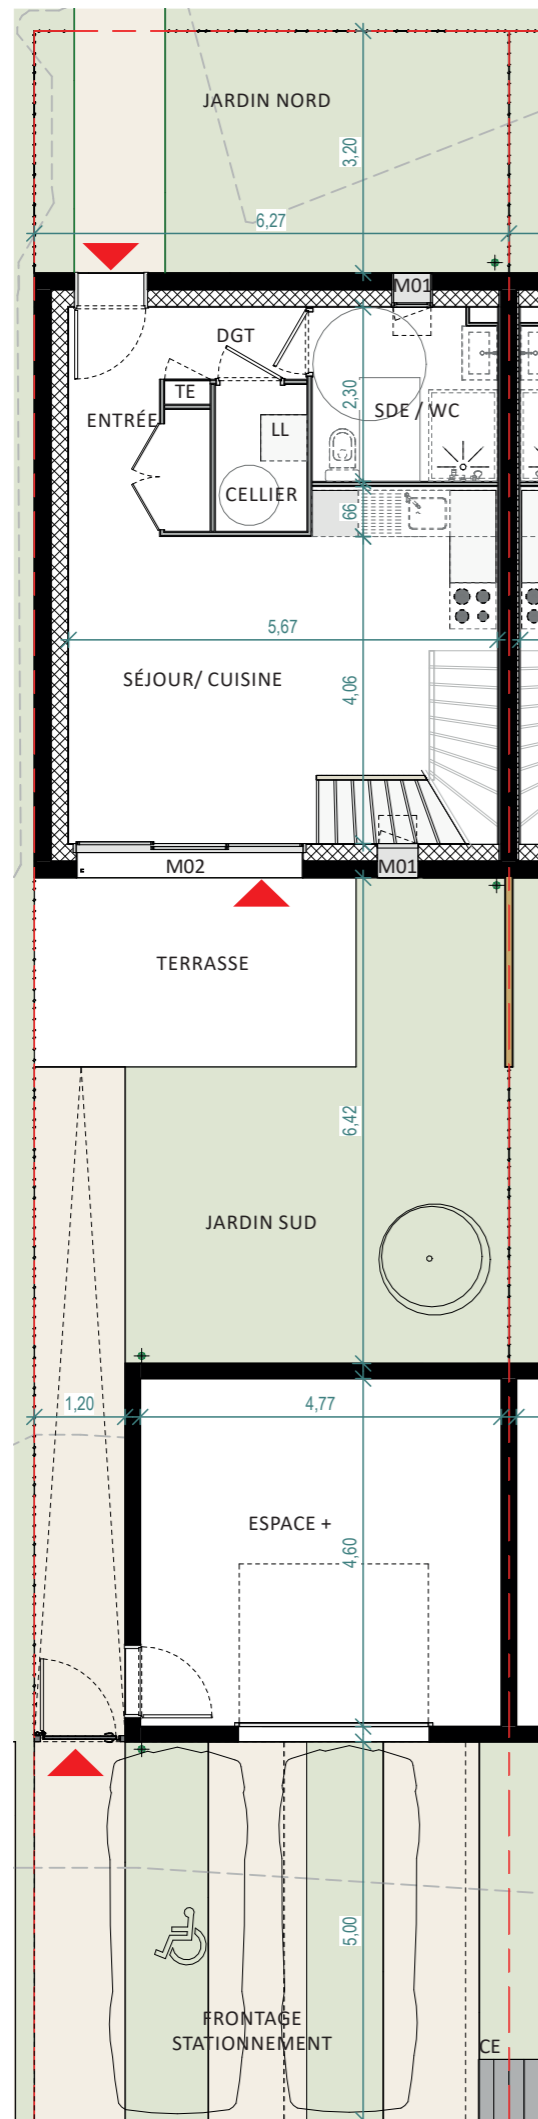 JARDIN NORD
3,20
6,27
M01
DGT
TE
2,30
SDE / WC
ENTRÉE
LL
CELLIER
66
5,67
SÉJOUR/ CUISINE
4,06
M02
M01
TERRASSE
6,42
JARDIN SUD
1,20
4,77
ESPACE +
4,60
5,00
FRONTAGE
STATIONNEMENT
CE